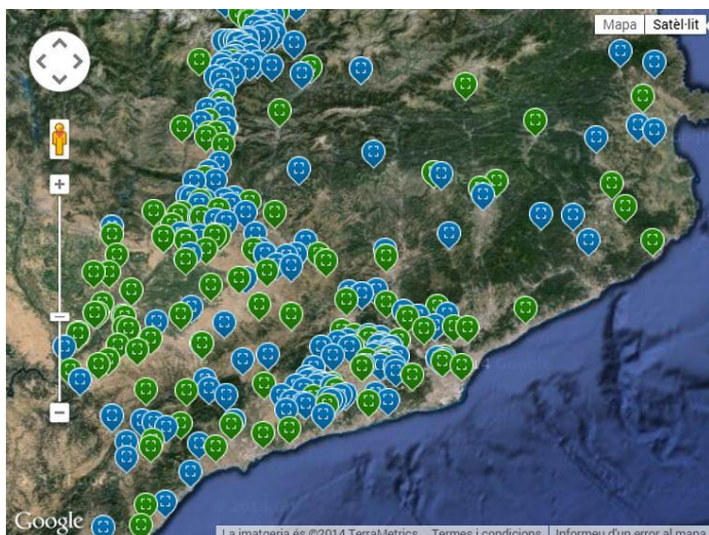 Mapa Satèl·lit
Google
La imatgeria és ©2014 TerraMetrics Termes i condicions Informeu d'un error al mapa